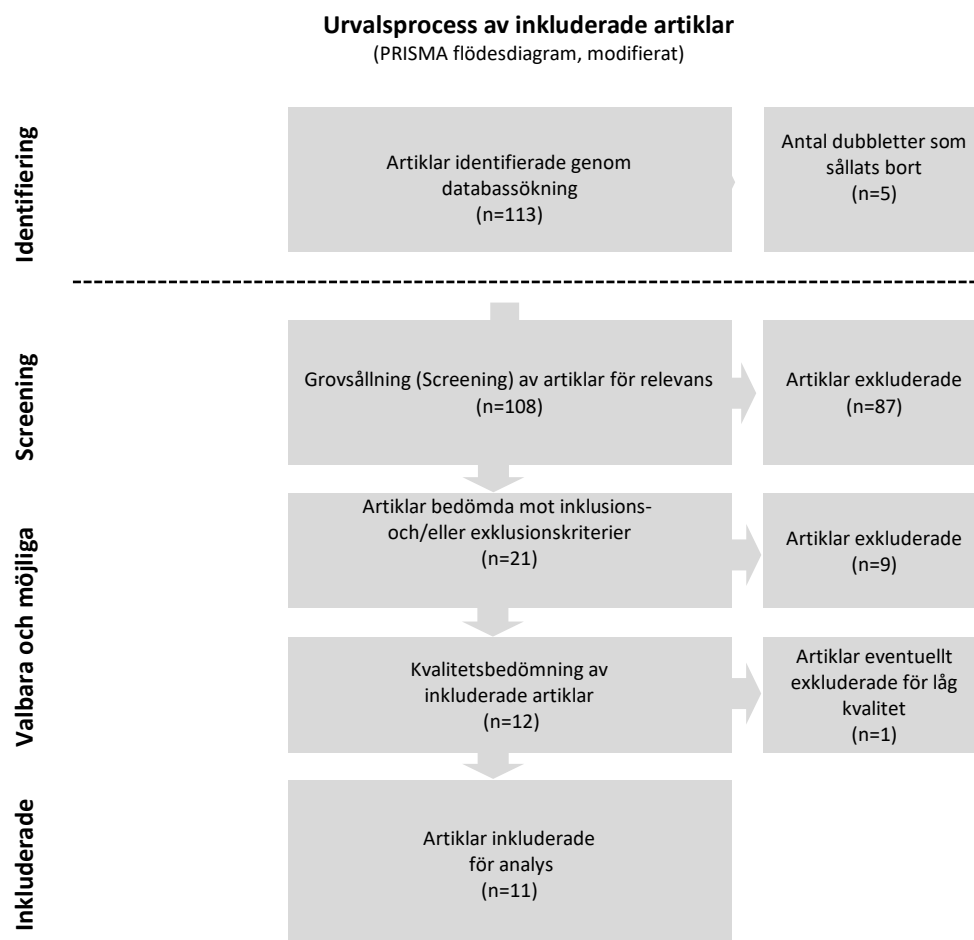 Urvalsprocess av inkluderade artiklar
(PRISMA flödesdiagram, modifierat)
Identifiering
Artiklar identifierade genom
databassökning
(n=113)
Antal dubbletter som
sållats bort
(n=5)
Screening
Grovsållning (Screening) av artiklar för relevans
(n=108)
Artiklar exkluderade
(n=87)
Valbara och möjliga
Artiklar bedömda mot inklusions-
och/eller exklusionskriterier
(n=21)
Artiklar exkluderade
(n=9)
Kvalitetsbedömning av
inkluderade artiklar
(n=12)
Artiklar eventuellt
exkluderade för låg
kvalitet
(n=1)
Inkluderade
Artiklar inkluderade
för analys
(n=11)